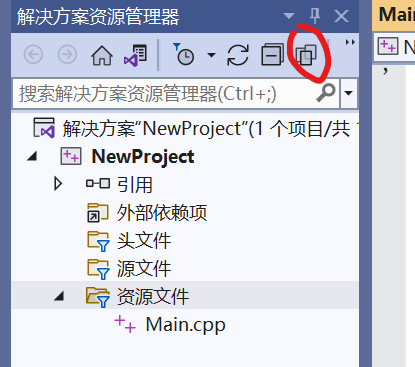 解决方案资源管理器
Mai
N
搜索解决方案资源管理器(Ctrl+;)
解决方案"NewProject"(1 个项目/共
NewProject
引用
外部依赖项
头文件
源文件
资源文件
Main.cpp